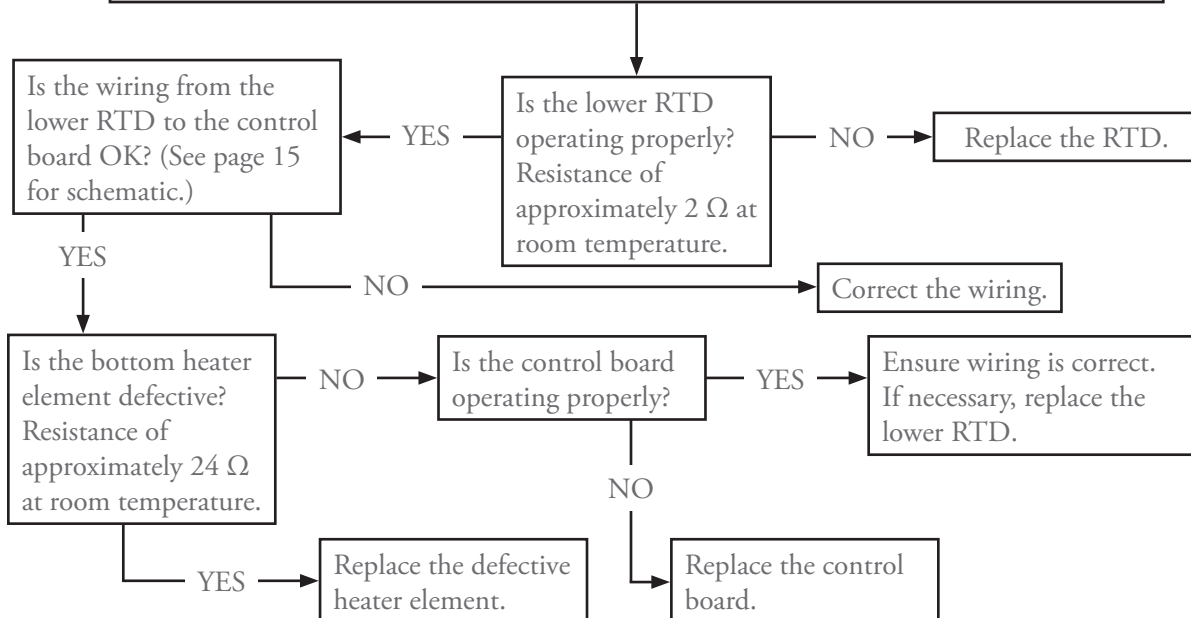 Is the lower RTD
operating properly?
Resistance of
approximately 2 Ω at
room temperature.
NO
Replace the RTD.
YES
Is the wiring from the
lower RTD to the control
board OK? (See page 15
for schematic.)
NO
Correct the wiring.
YES
Is the bottom heater
element defective?
Resistance of
approximately 24 Ω
at room temperature.
NO
Is the control board
operating properly?
YES
Ensure wiring is correct.
If necessary, replace the
lower RTD.
NO
Replace the control
board.
YES
Replace the defective
heater element.